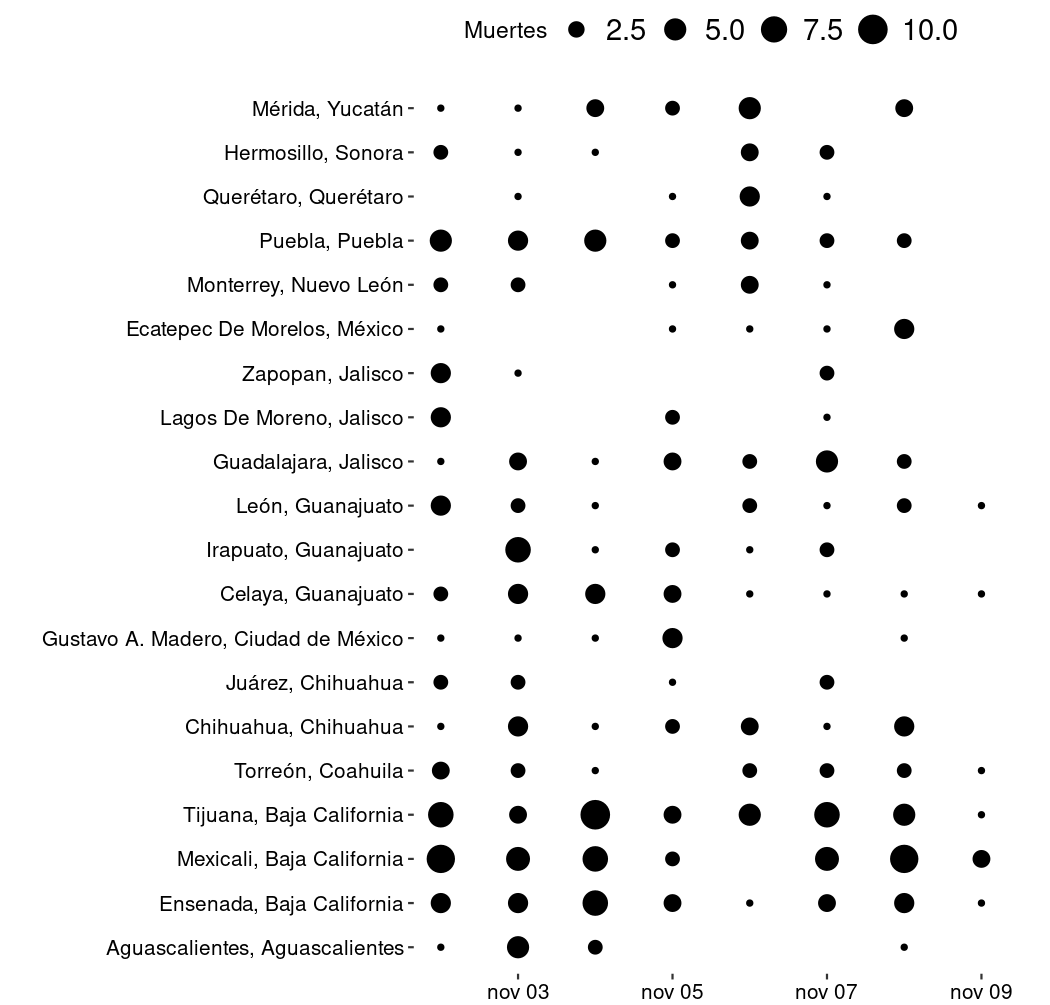 Muertes 2.5 5.0 7.5 10.0
Mérida, Yucatán
Hermosillo, Sonora
Querétaro, Querétaro
Puebla, Puebla
Monterrey, Nuevo León
Ecatepec De Morelos, México
Zapopan, Jalisco
Lagos De Moreno, Jalisco
Guadalajara, Jalisco
León, Guanajuato
Irapuato, Guanajuato
Celaya, Guanajuato
Gustavo A. Madero, Ciudad de México
Juárez, Chihuahua
Chihuahua, Chihuahua
Torreón, Coahuila
Tijuana, Baja California
Mexicali, Baja California
Ensenada, Baja California
Aguascalientes, Aguascalientes
nov 03 nov 05 nov 07 nov 09